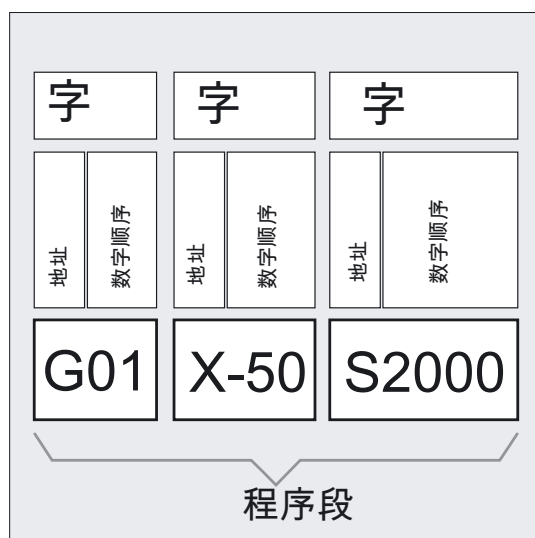 字 字 字
地址 数字顺序 地址 数字顺序 地址 数字顺序
G01 X-50 S2000
程序段